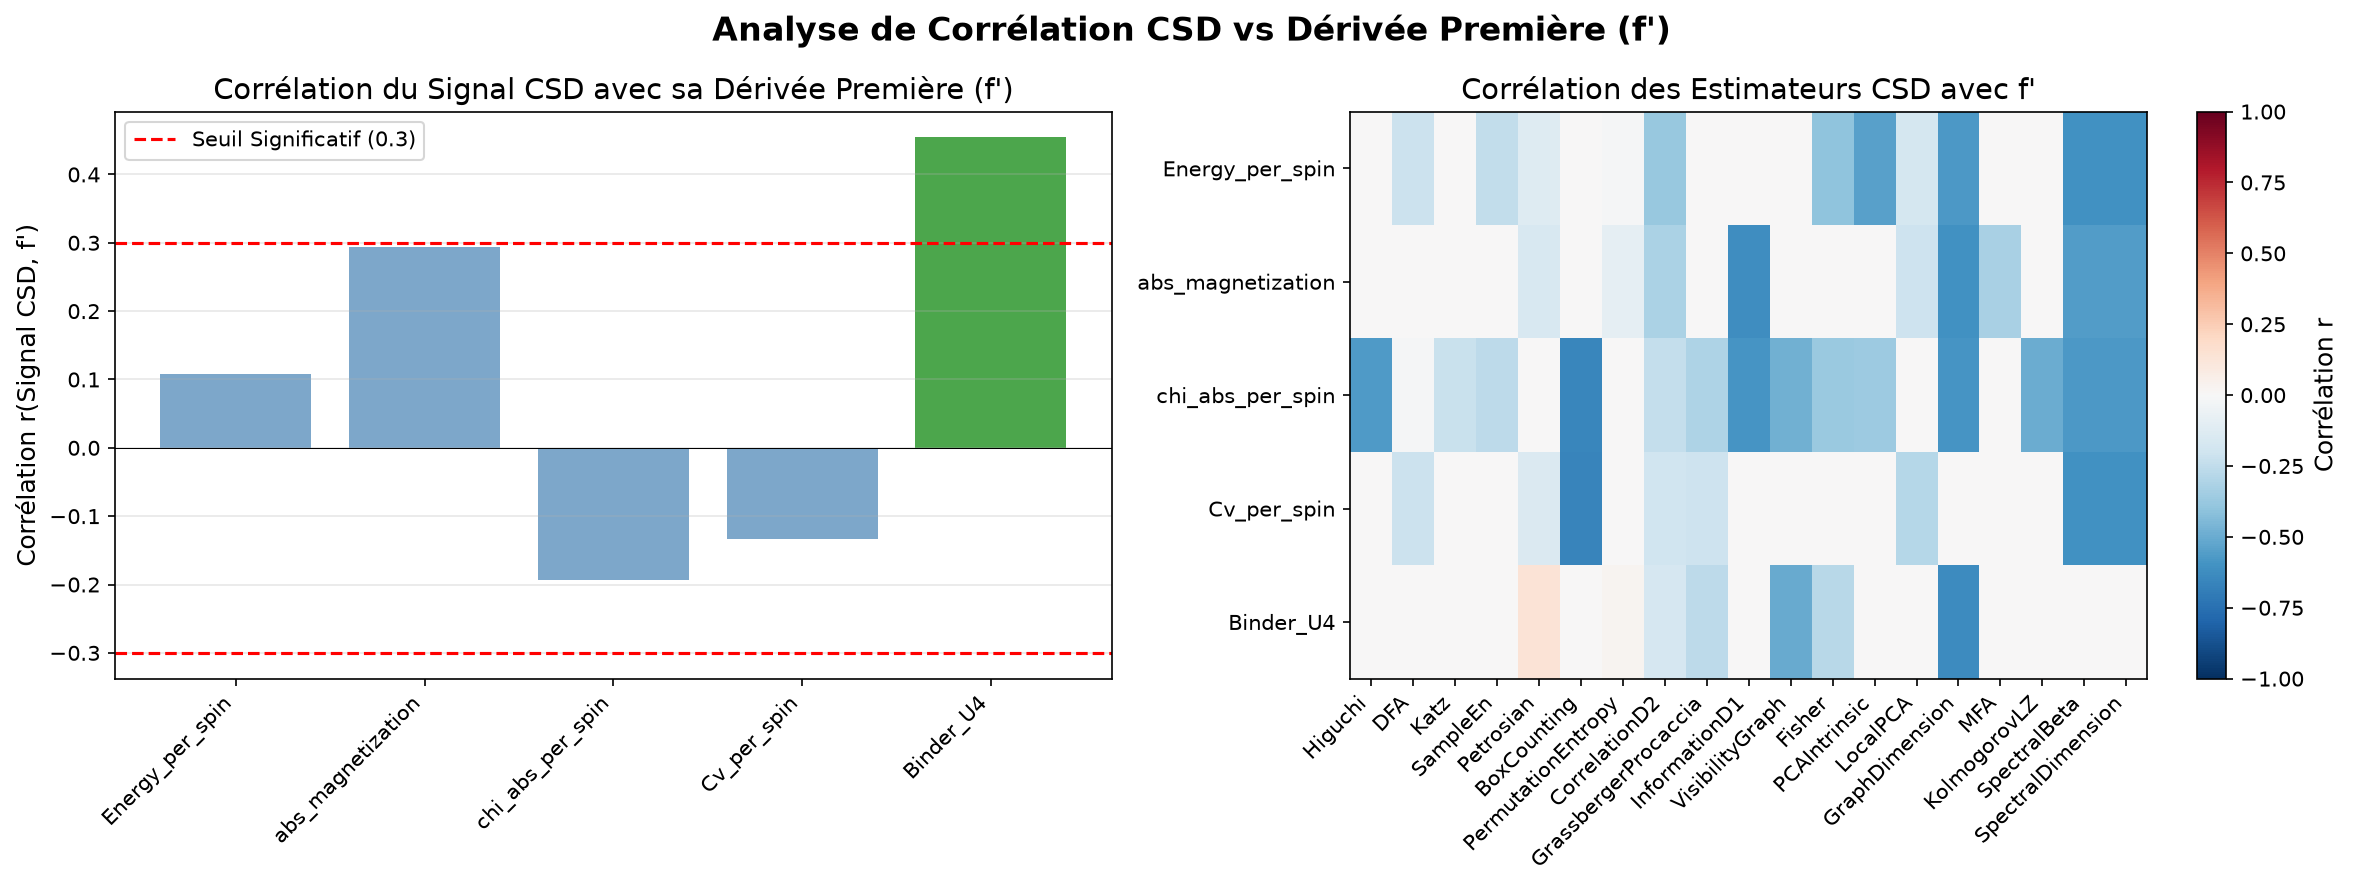 Analyse de Corrélation CSD vs Dérivée Première (f')
Corrélation du Signal CSD avec sa Dérivée Première (f')
Seuil Significatif (0.3)
Corrélation r(Signal CSD, f')
0.4
0.3
0.2
0.1
0.0
−0.1
−0.2
−0.3
Energy_per_spin
abs_magnetization
chi_abs_per_spin
Cv_per_spin
Binder_U4
Corrélation des Estimateurs CSD avec f'
Energy_per_spin
abs_magnetization
chi_abs_per_spin
Cv_per_spin
Binder_U4
Higuchi
DFA
Katz
SampleEn
Petrosian
BoxCounting
PermutationEntropy
CorrelationD2
GrassbergerProcaccia
InformationD1
VisibilityGraph
Fisher
PCAIntrinsic
LocalPCA
GraphDimension
MFA
KolmogorovLZ
SpectralBeta
SpectralDimension
1.00
0.75
0.50
0.25
0.00
−0.25
−0.50
−0.75
−1.00
Corrélation r